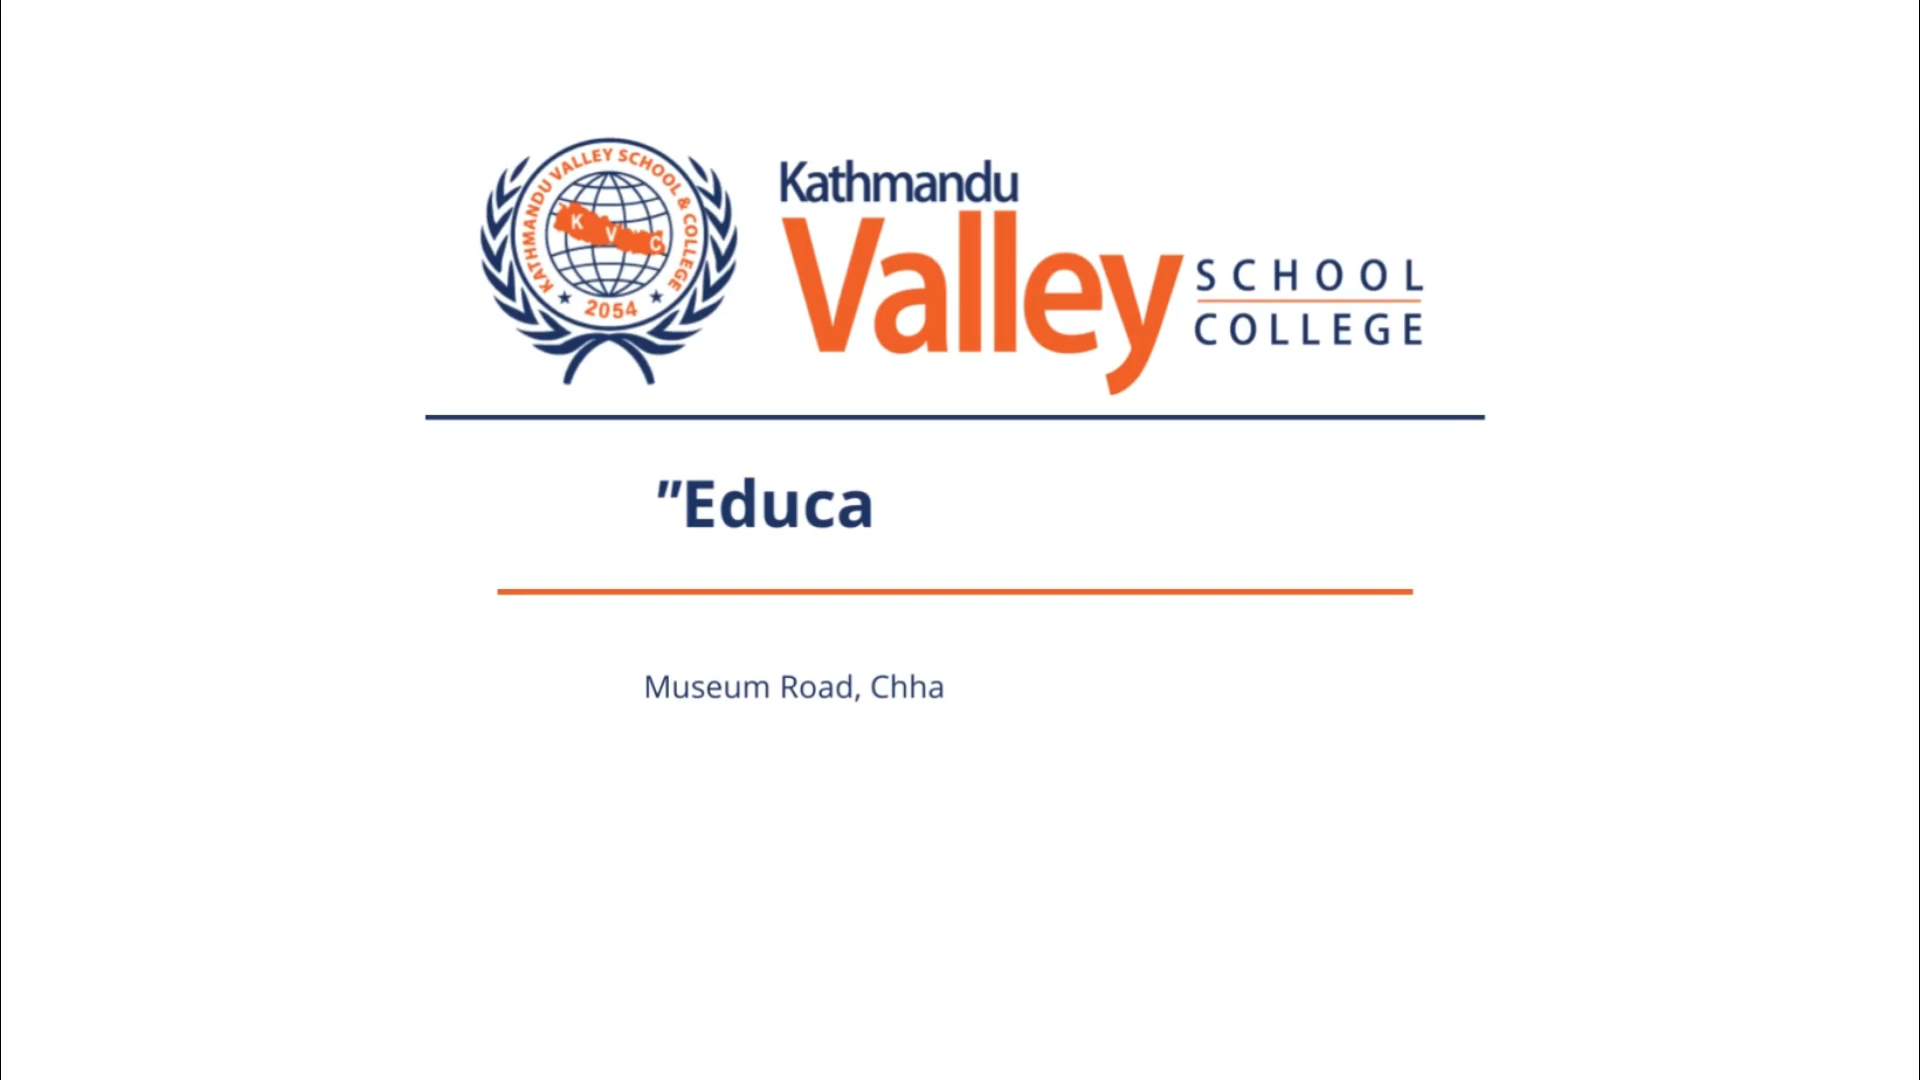 KATHMANDU VALLEY SCHOOL & COLLEGE
K V C
2054
Kathmandu
Valley
SCHOOL
COLLEGE
"Educa
Museum Road, Chha